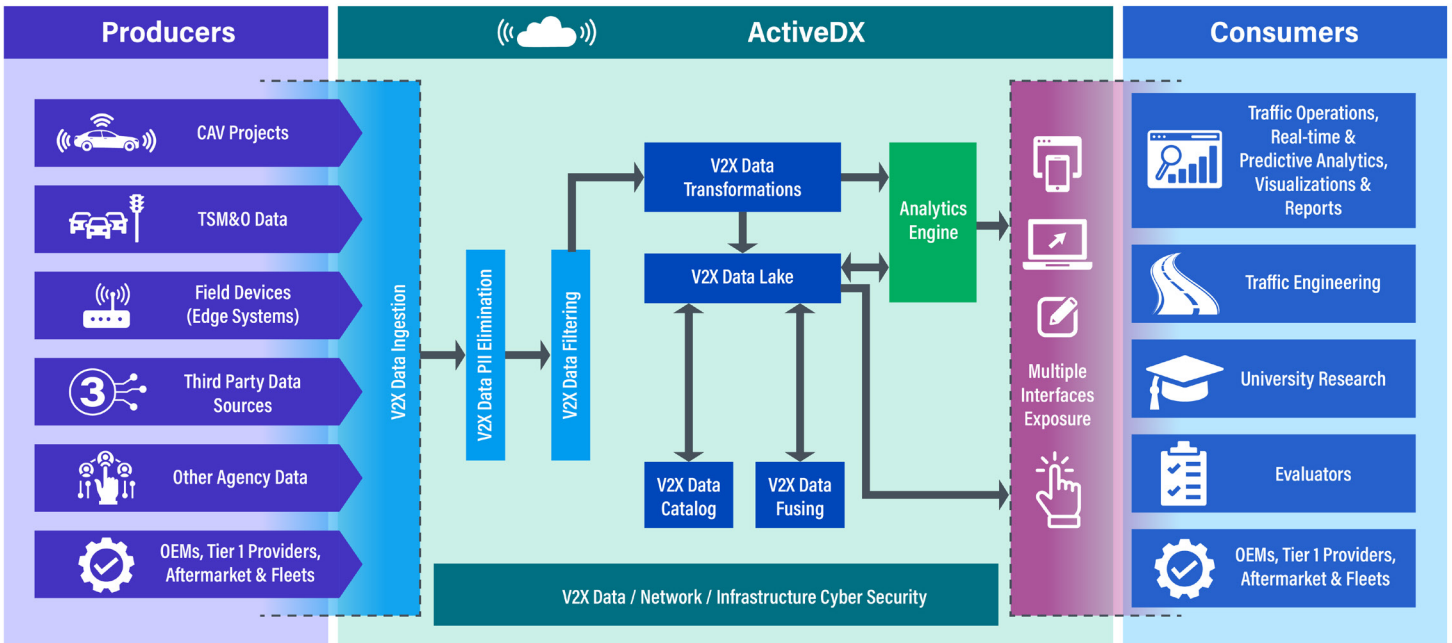 Producers
ActiveDX
Consumers
CAV Projects
TSM&O Data
Field Devices
(Edge Systems)
3
Third Party Data
Sources
Other Agency Data
OEMs, Tier 1 Providers,
Aftermarket & Fleets
V2X Data Ingestion
V2X Data PII Elimination
V2X Data Filtering
V2X Data
Transformations
V2X Data Lake
Analytics
Engine
V2X Data
Catalog
V2X Data
Fusing
V2X Data / Network / Infrastructure Cyber Security
Multiple
Interfaces
Exposure
Traffic Operations,
Real-time &
Predictive Analytics,
Visualizations &
Reports
Traffic Engineering
University Research
Evaluators
OEMs, Tier 1 Providers,
Aftermarket & Fleets